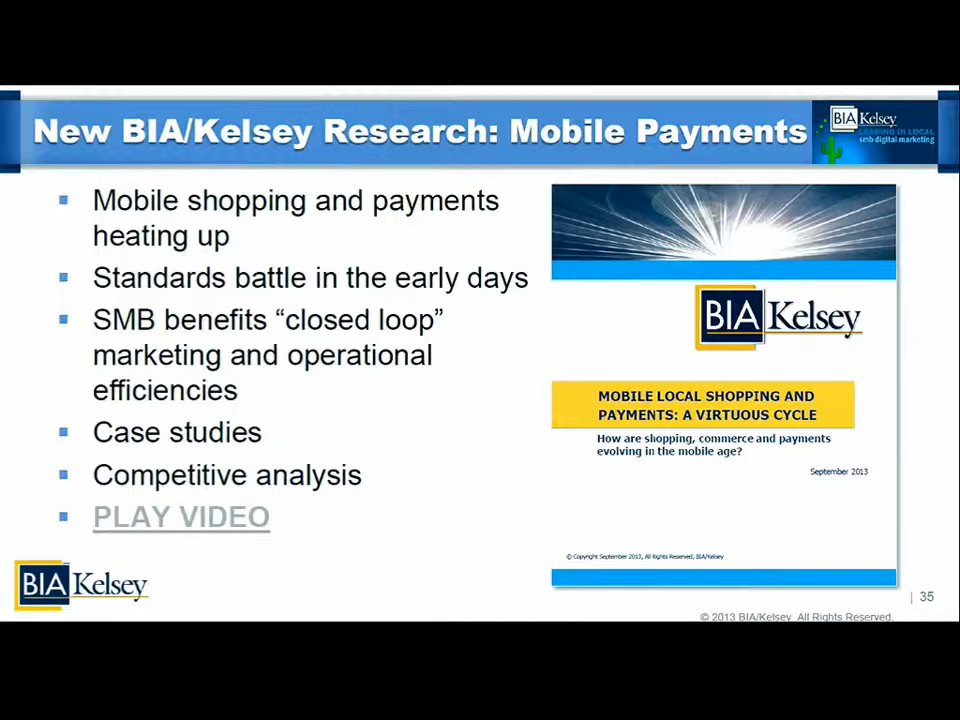 New BIA/Kelsey Research: Mobile Payments
BIA Kelsey
LEADING IN LOCAL
smb digital marketing
Mobile shopping and payments
heating up
Standards battle in the early days
SMB benefits “closed loop”
marketing and operational
efficiencies
Case studies
Competitive analysis
PLAY VIDEO
BIA Kelsey
MOBILE LOCAL SHOPPING AND
PAYMENTS: A VIRTUOUS CYCLE
How are shopping, commerce and payments
evolving in the mobile age?
September 2013
© Copyright September 2013, All Rights Reserved, BIA/Kelsey
BIA Kelsey
| 35
© 2013 BIA/Kelsey. All Rights Reserved.